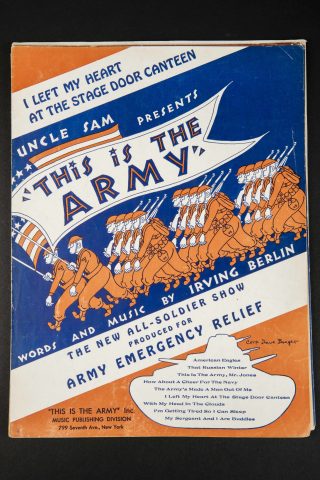 I LEFT MY HEART
AT THE STAGE DOOR CANTEEN
UNCLE SAM PRESENTS
"THIS IS THE
ARMY"
WORDS AND MUSIC BY IRVING BERLIN
THE NEW ALL-SOLDIER SHOW
PRODUCED FOR
ARMY EMERGENCY RELIEF
American Eagles
That Russian Winter
This Is The Army, Mr. Jones
How About A Cheer For The Navy
The Army's Made A Man Out Of Me
I Left My Heart At The Stage Door Canteen
With My Head In The Clouds
I'm Getting Tired So I Can Sleep
My Sergeant And I Are Buddies
"THIS IS THE ARMY" Inc.
MUSIC PUBLISHING DIVISION
799 Seventh Ave., New York